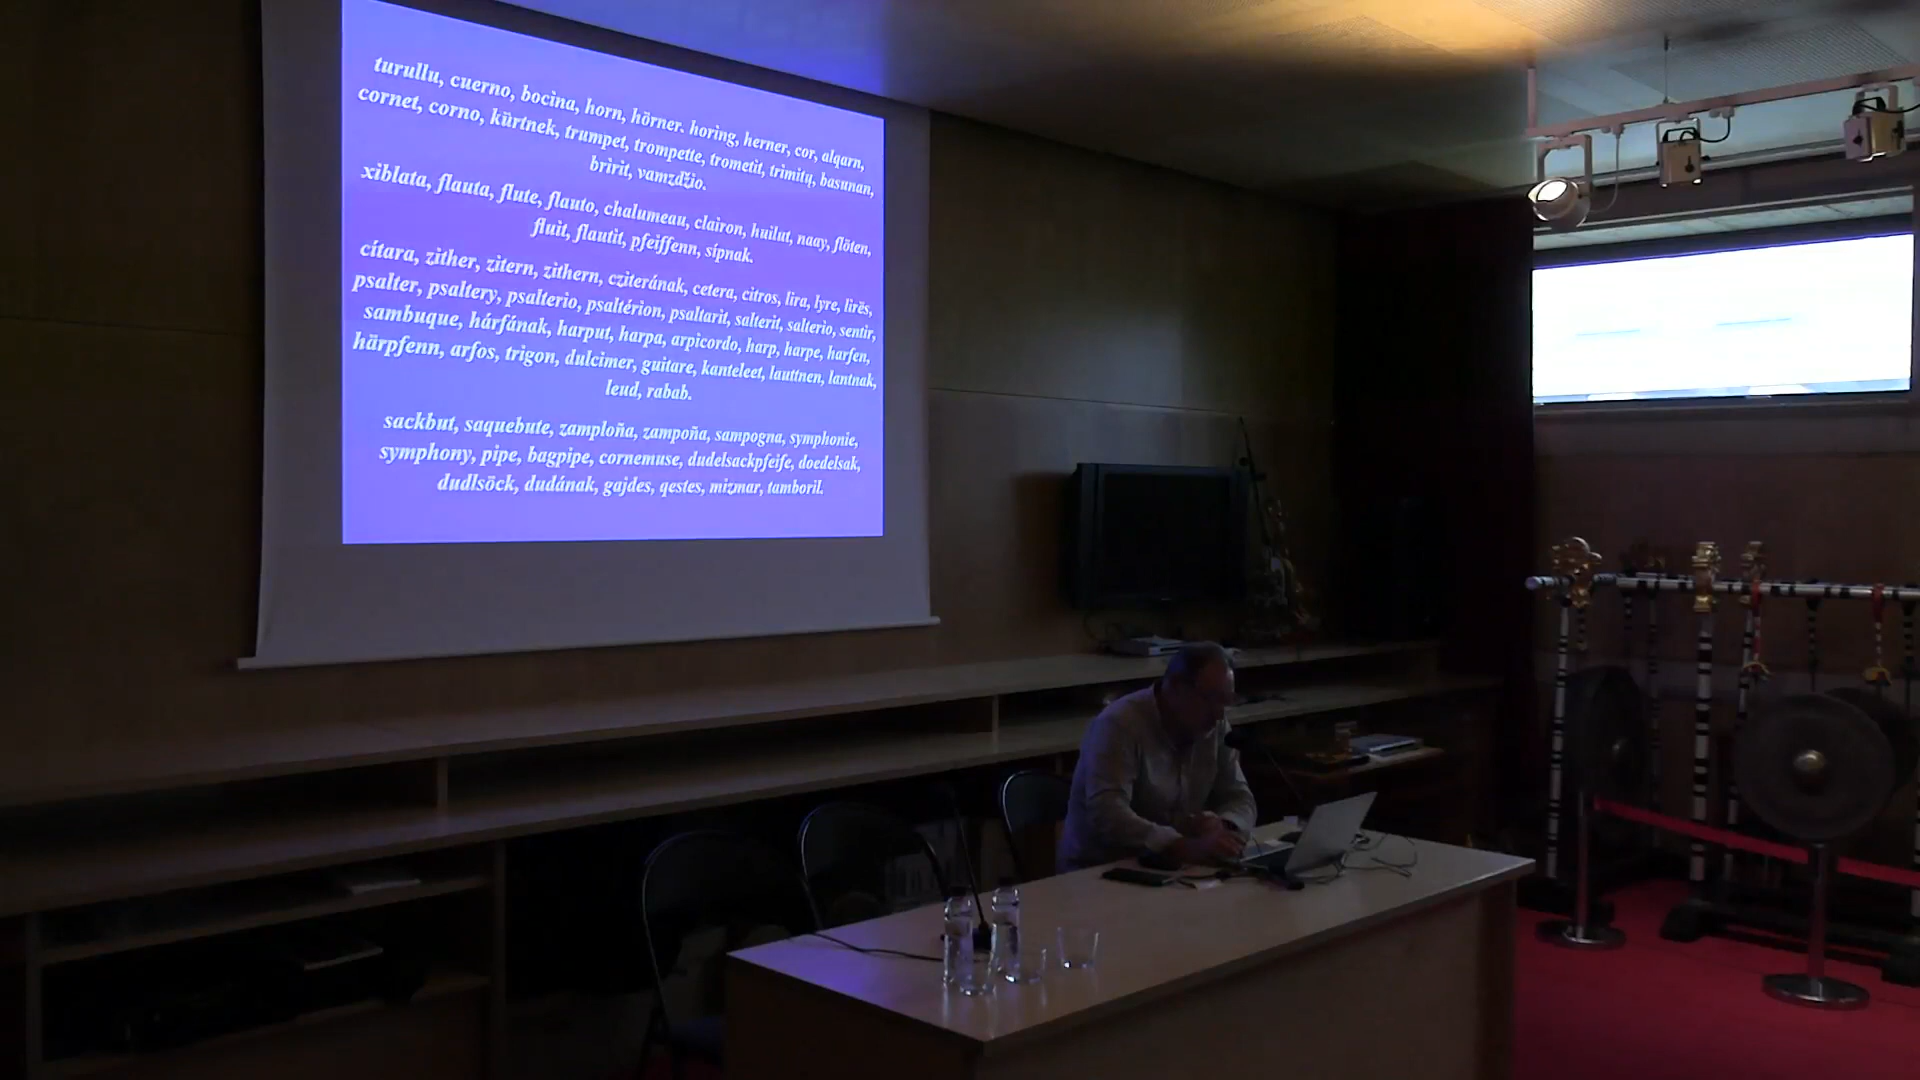 turullu, cuerno, bocina, horn, hörner. horing, herner, cor, alqarn,
cornet, corno, kürtnek, trumpet, trompette, trometit, trimitų, basunan,
bririt, vamzdžio.
xiblata, flauta, flute, flauto, chalumeau, clairon, huilut, naay, flöten,
fluit, flautit, pfeiffenn, sípnak.
cítara, zither, zitern, zithern, cziterának, cetera, citros, lira, lyre, lirës,
psalter, psaltery, psalterio, psaltérion, psaltarit, salterit, salterio, sentir,
sambuque, hárfának, harput, harpa, arpicordo, harp, harpe, harfen,
härpfenn, arfos, trigon, dulcimer, guitare, kanteleet, lauttnen, lantnak,
leud, rabab.
sackbut, saquebute, zamploña, zampoña, sampogna, symphonie,
symphony, pipe, bagpipe, cornemuse, dudelsackpfeife, doedelsak,
dudlsöck, dudának, gajdes, qestes, mizmar, tamboril.